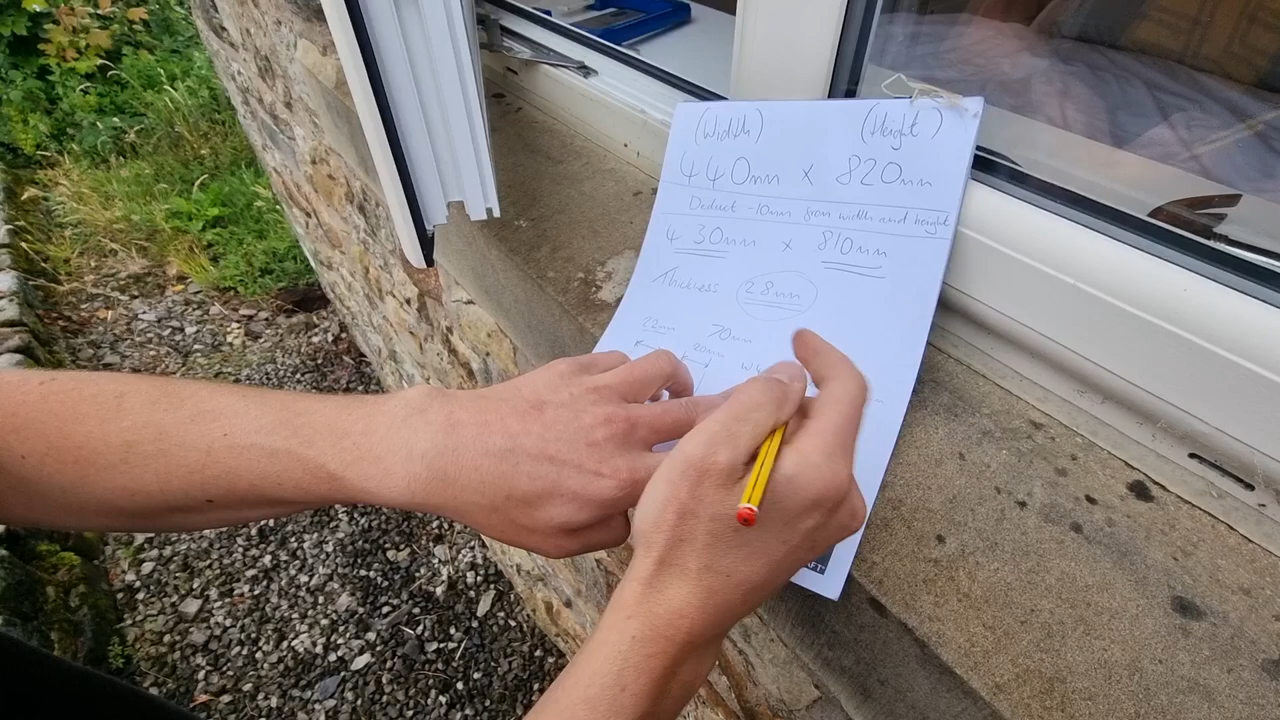 (Width) (Height)
440mm x 820mm
Deduct -10mm from width and height
430mm x 810mm
Thickness 28mm
22mm 70mm
20mm